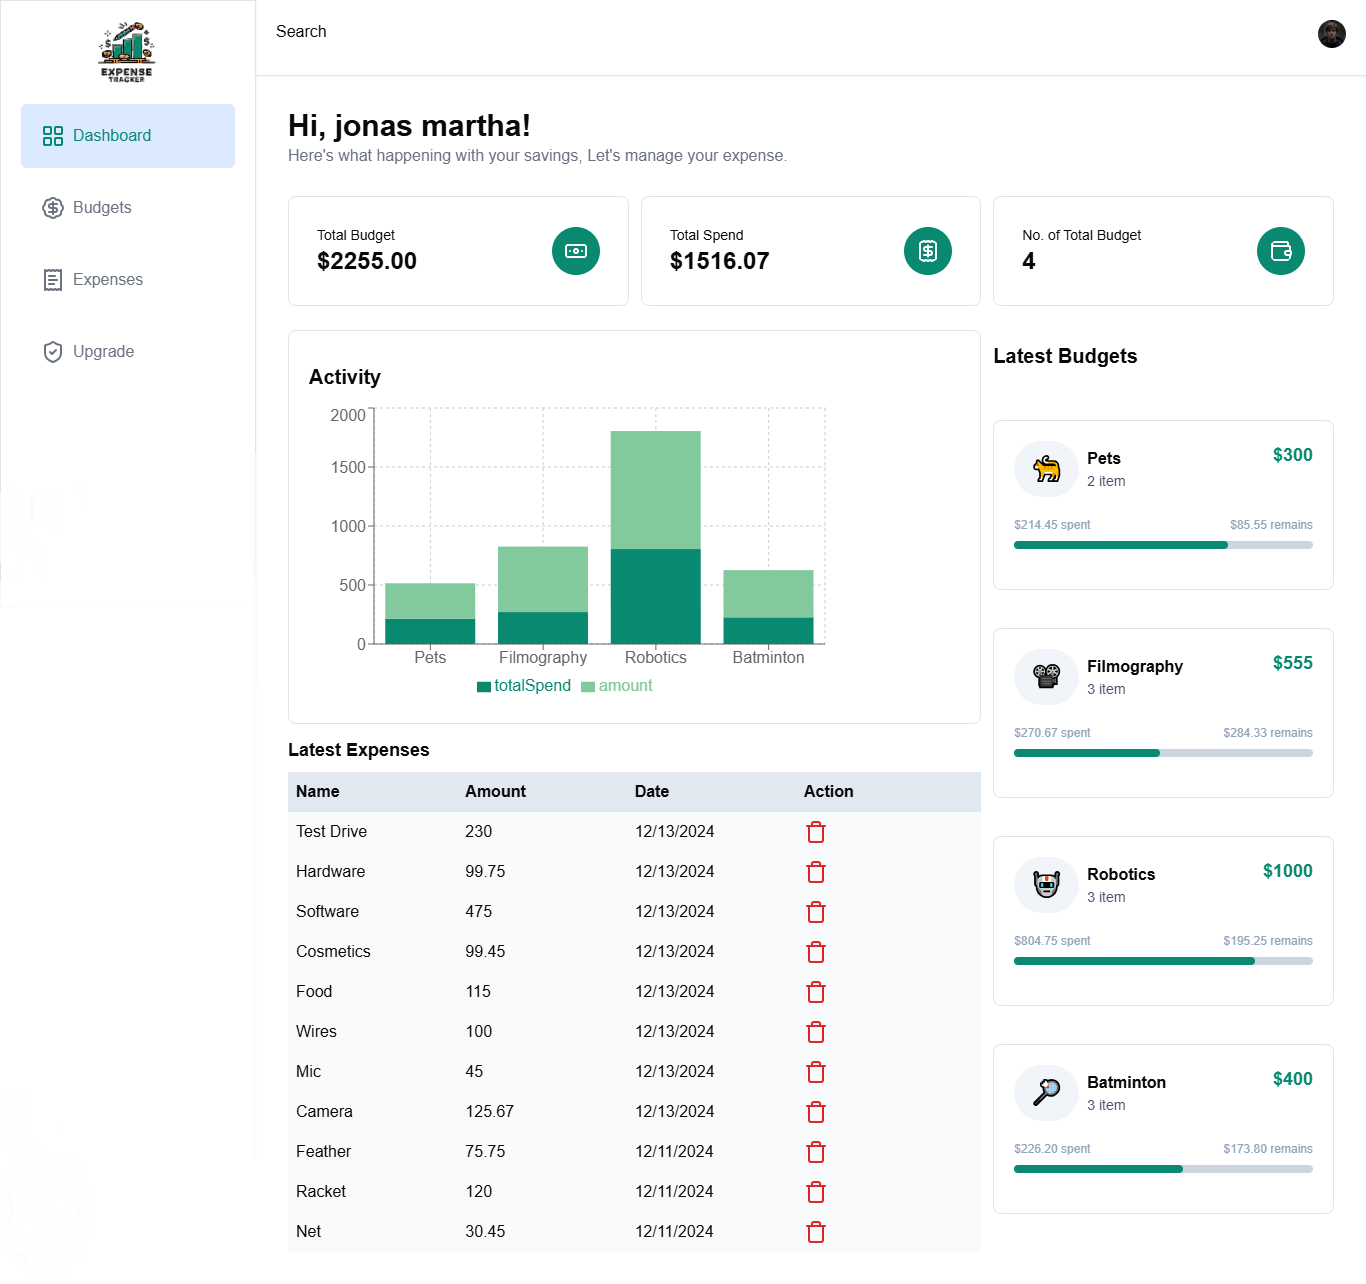 EXPENSE
TRACKER
Dashboard
Budgets
Expenses
Upgrade
Search
Hi, jonas martha!
Here's what happening with your savings, Let's manage your expense.
Total Budget
$2255.00
Total Spend
$1516.07
No. of Total Budget
4
Activity
2000
1500
1000
500
0
Pets Filmography Robotics Batminton
totalSpend amount
Latest Expenses
Name Amount Date Action
Test Drive 230 12/13/2024
Hardware 99.75 12/13/2024
Software 475 12/13/2024
Cosmetics 99.45 12/13/2024
Food 115 12/13/2024
Wires 100 12/13/2024
Mic 45 12/13/2024
Camera 125.67 12/13/2024
Feather 75.75 12/11/2024
Racket 120 12/11/2024
Net 30.45 12/11/2024
Latest Budgets
Pets $300
2 item
$214.45 spent $85.55 remains
Filmography $555
3 item
$270.67 spent $284.33 remains
Robotics $1000
3 item
$804.75 spent $195.25 remains
Batminton $400
3 item
$226.20 spent $173.80 remains